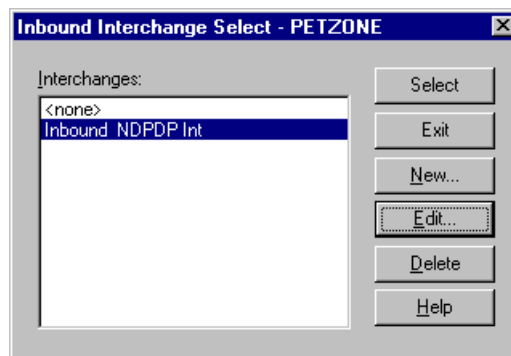 Inbound Interchange Select - PETZONE
Interchanges:
<none>
Inbound NDPDP Int
Select
Exit
New...
Edit...
Delete
Help